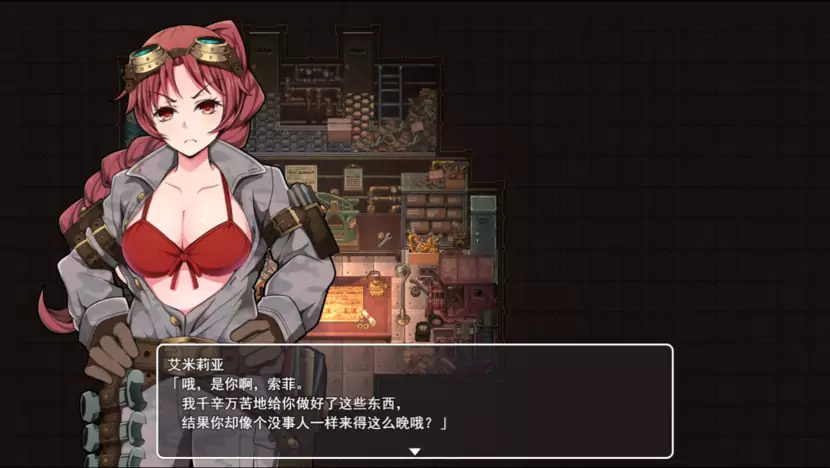 艾米莉亚
「哦，是你啊，索菲。
我千辛万苦地给你做好了这些东西，
结果你却像个没事人一样来得这么晚哦？」